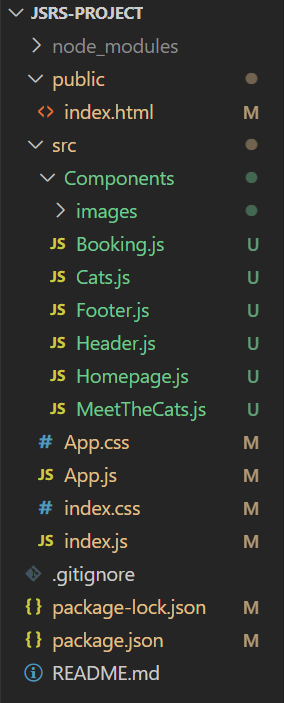 JSRS-PROJECT
node_modules
public
<> index.html M
src
Components
images
JS Booking.js U
JS Cats.js U
JS Footer.js U
JS Header.js U
JS Homepage.js U
JS MeetTheCats.js U
# App.css M
JS App.js M
# index.css M
JS index.js M
.gitignore
{} package-lock.json M
{} package.json M
README.md